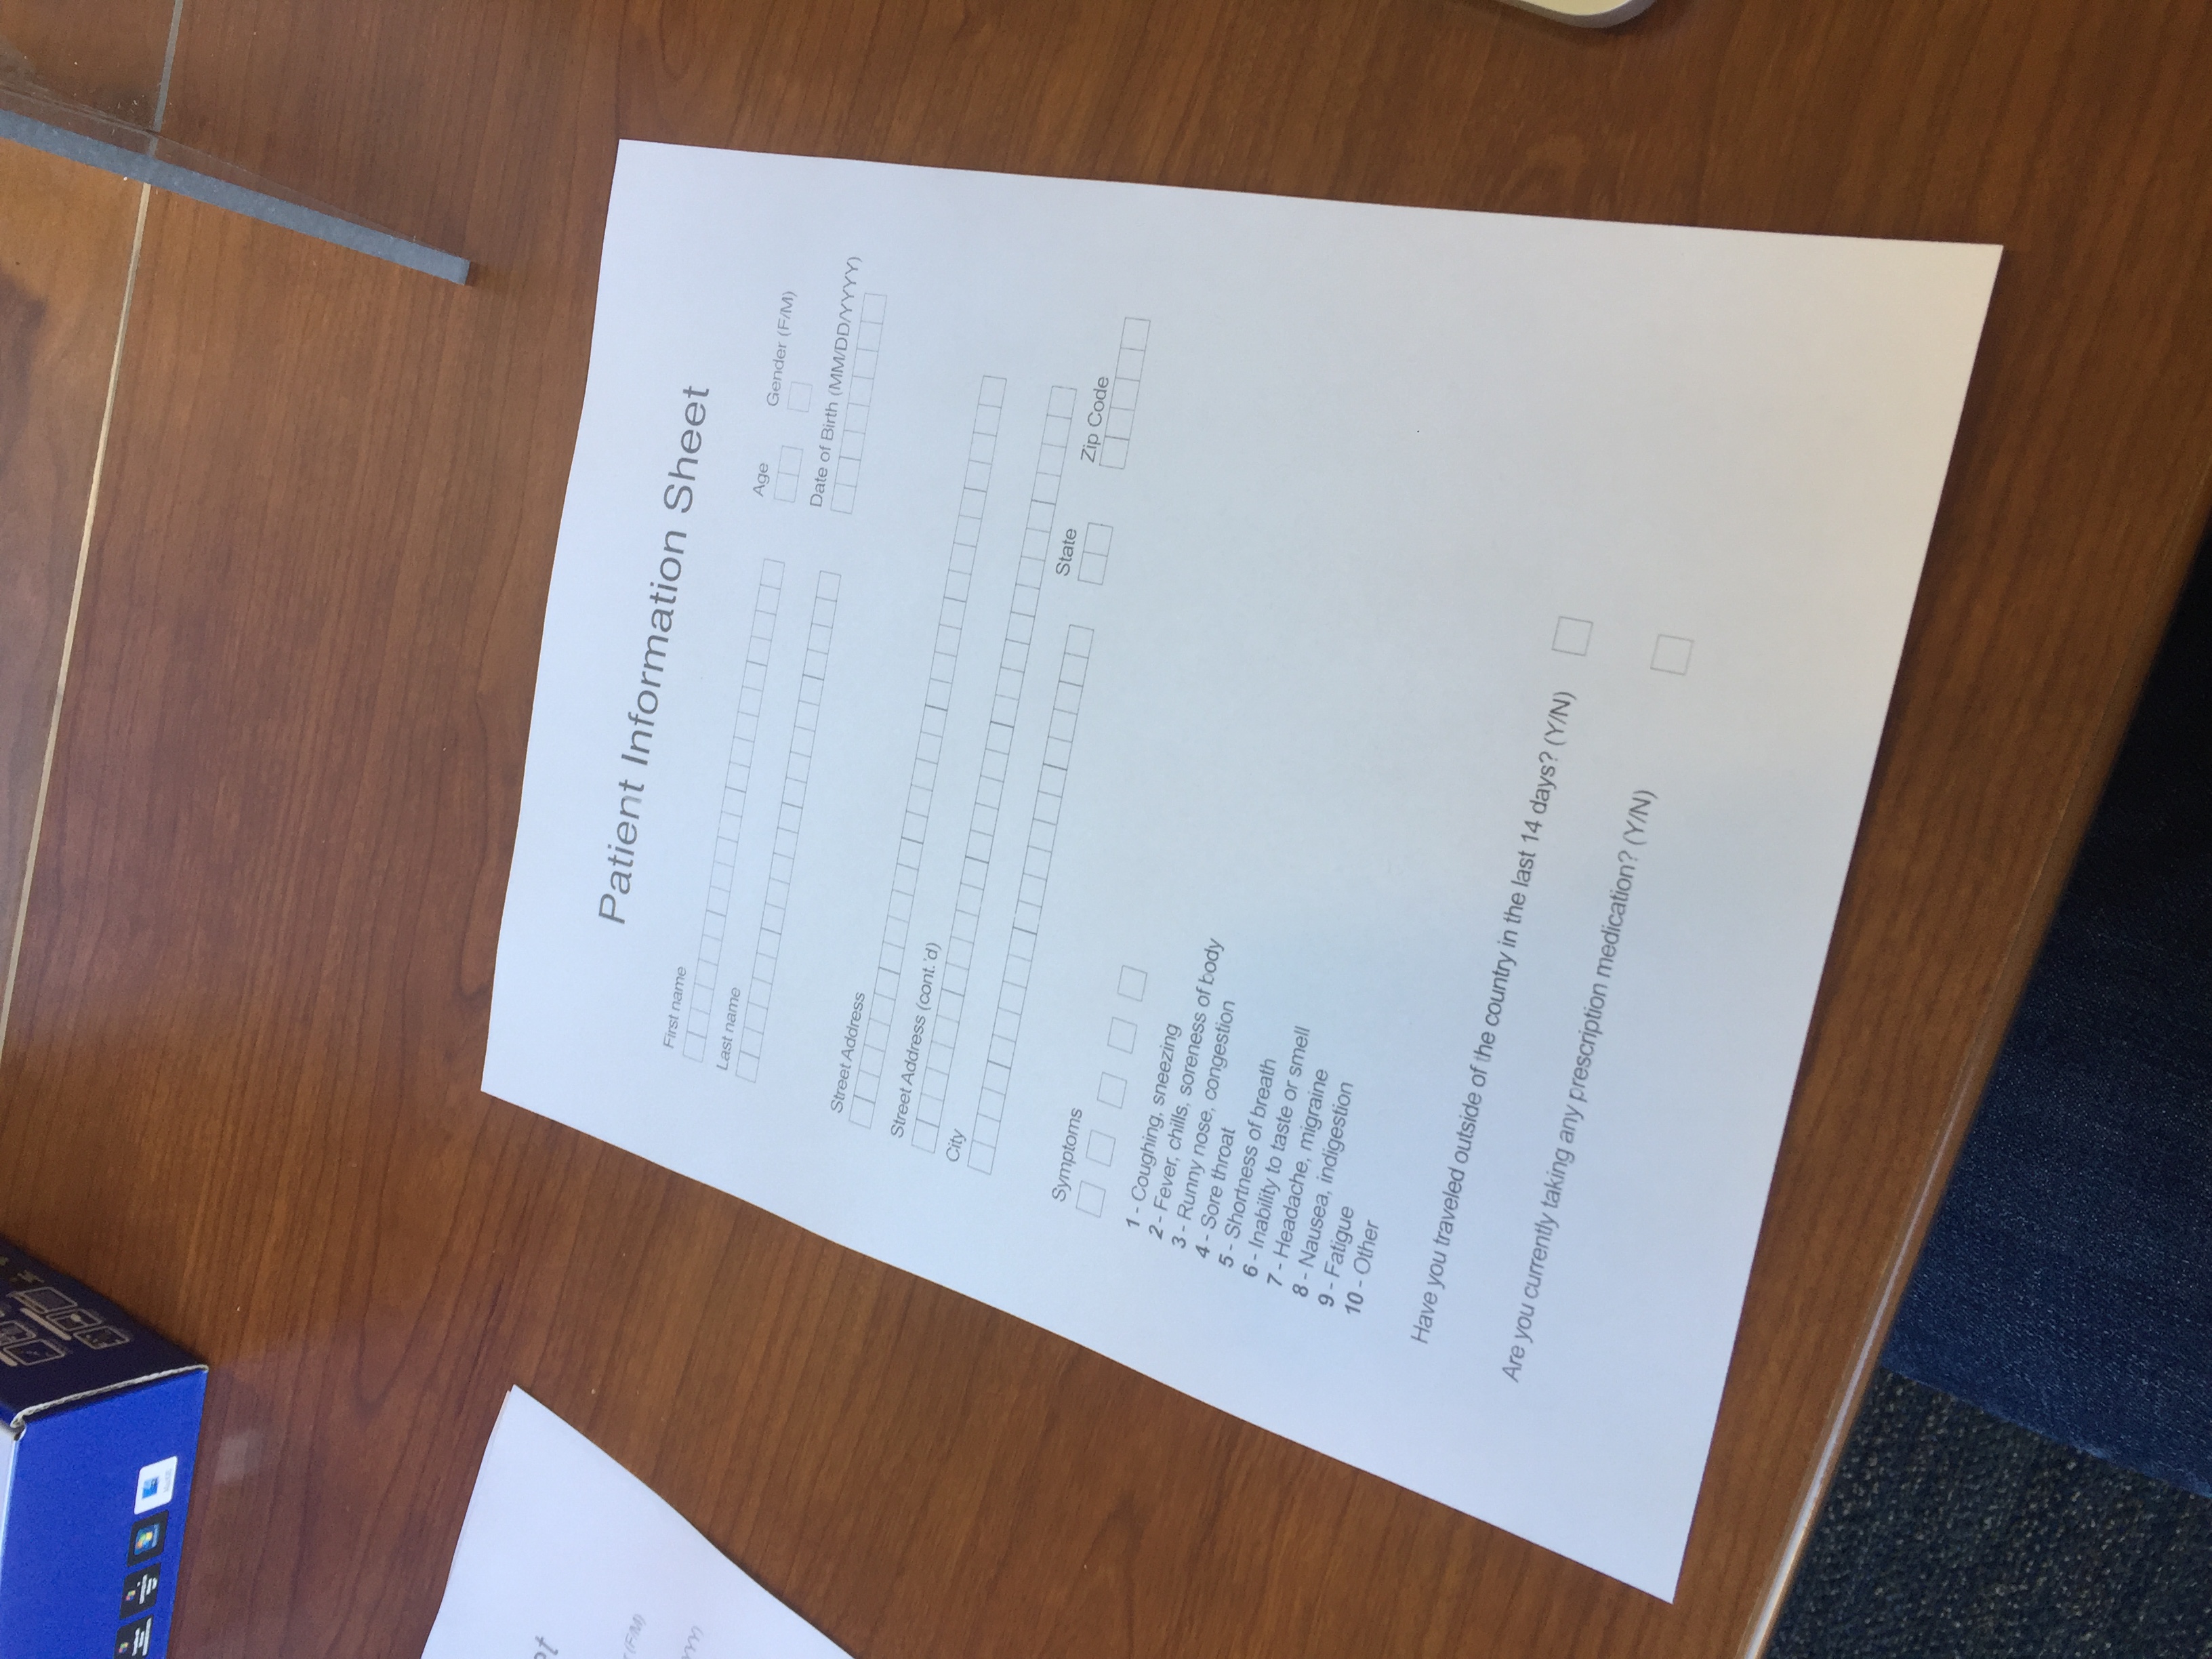 Patient Information Sheet
First name
Last name
Age
Gender (F/M)
Date of Birth (MM/DD/YYYY)
Street Address
Street Address (cont.'d)
City
State
Zip Code
Symptoms
1 - Coughing, sneezing
2 - Fever, chills, soreness of body
3 - Runny nose, congestion
4 - Sore throat
5 - Shortness of breath
6 - Inability to taste or smell
7 - Headache, migraine
8 - Nausea, indigestion
9 - Fatigue
10 - Other
Have you traveled outside of the country in the last 14 days? (Y/N)
Are you currently taking any prescription medication? (Y/N)
(F/M)